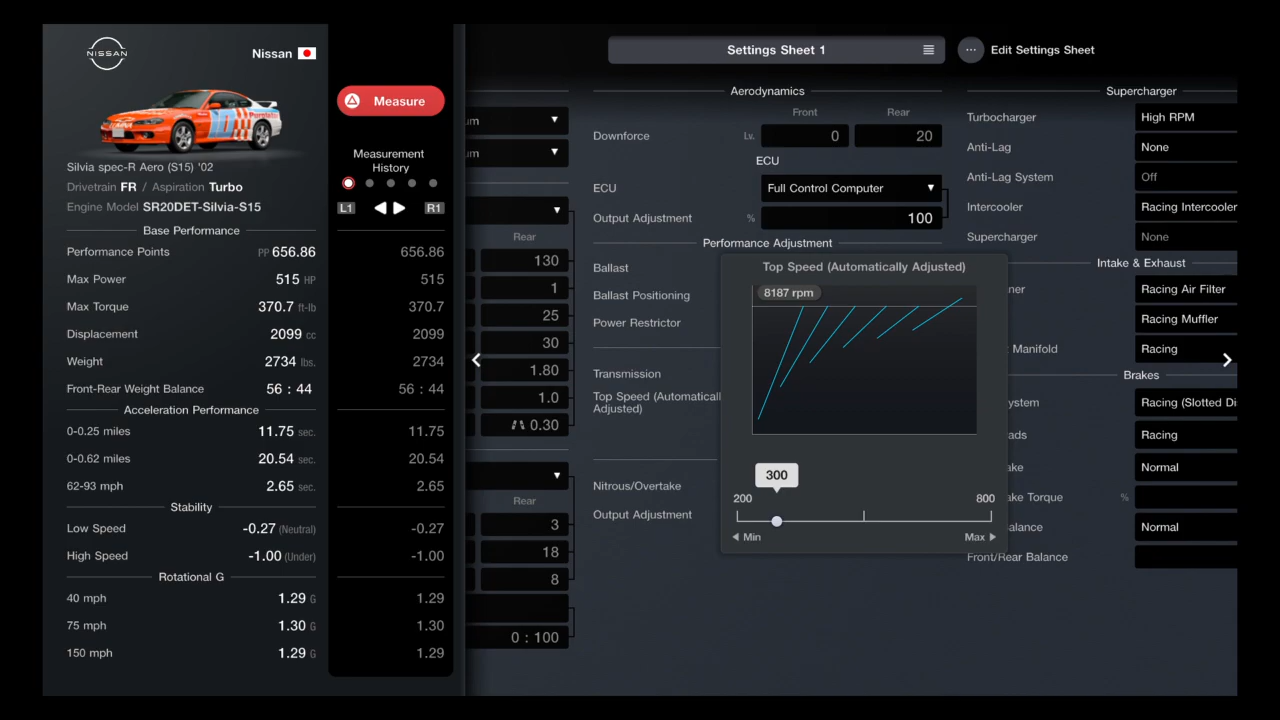 NISSAN
Nissan
Silvia spec-R Aero (S15) '02
Drivetrain FR / Aspiration Turbo
Engine Model SR20DET-Silvia-S15
Base Performance
Performance Points PP 656.86
Max Power 515 HP
Max Torque 370.7 ft-lb
Displacement 2099 cc
Weight 2734 lbs.
Front-Rear Weight Balance 56 : 44
Acceleration Performance
0-0.25 miles 11.75 sec.
0-0.62 miles 20.54 sec.
62-93 mph 2.65 sec.
Stability
Low Speed -0.27 (Neutral)
High Speed -1.00 (Under)
Rotational G
40 mph 1.29 G
75 mph 1.30 G
150 mph 1.29 G
Measure
Measurement
History
L1 R1
656.86
515
370.7
2099
2734
56 : 44
11.75
20.54
2.65
-0.27
-1.00
1.29
1.30
1.29
Settings Sheet 1
Edit Settings Sheet
um
m
Rear
130
1
25
30
1.80
1.0
0.30
Rear
3
18
8
0 : 100
Aerodynamics
Front Rear
Downforce Lv. 0 20
ECU
ECU Full Control Computer
Output Adjustment % 100
Performance Adjustment
Ballast
Ballast Positioning
Power Restrictor
Transmission
Top Speed (Automatically
Adjusted)
Nitrous/Overtake
Output Adjustment
Top Speed (Automatically Adjusted)
8187 rpm
300
200 800
Min Max
Supercharger
Turbocharger High RPM
Anti-Lag None
Anti-Lag System Off
Intercooler Racing Intercooler
Supercharger None
Intake & Exhaust
ner Racing Air Filter
Racing Muffler
Manifold Racing
Brakes
ystem Racing (Slotted Di
ads Racing
ke Normal
ke Torque %
alance Normal
Front/Rear Balance